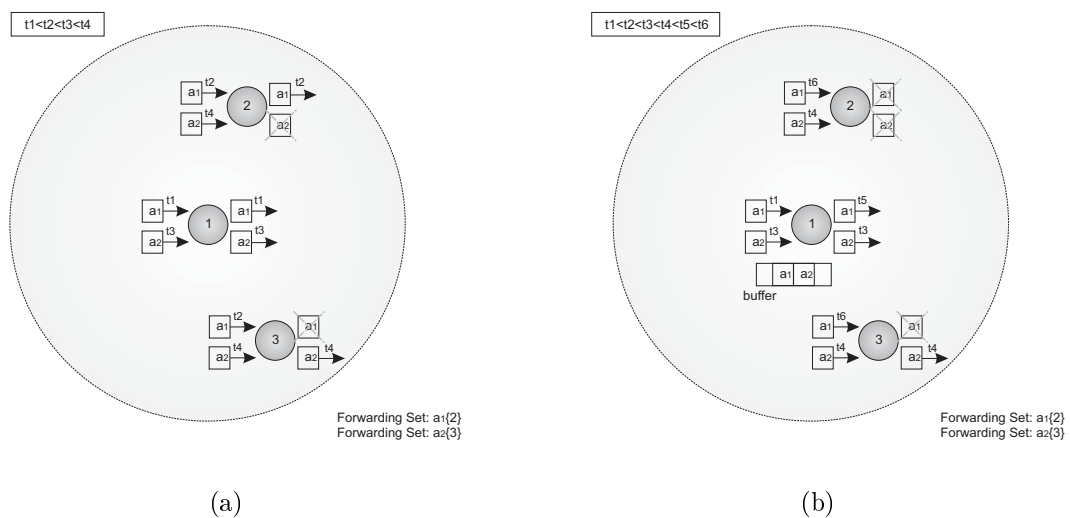 t1<t2<t3<t4
t2 t2
a1 2 a1
t4
a2 a2
t1 t1
a1 1 a1
t3 t3
a2 a2
t2
a1 3 a1
t4 t4
a2 a2
Forwarding Set: a1{2}
Forwarding Set: a2{3}
(a)
t1<t2<t3<t4<t5<t6
t6
a1 2 a1
t4
a2 a2
t1 t5
a1 1 a1
t3 t3
a2 a2
a1 a2
buffer
t6
a1 3 a1
t4 t4
a2 a2
Forwarding Set: a1{2}
Forwarding Set: a2{3}
(b)